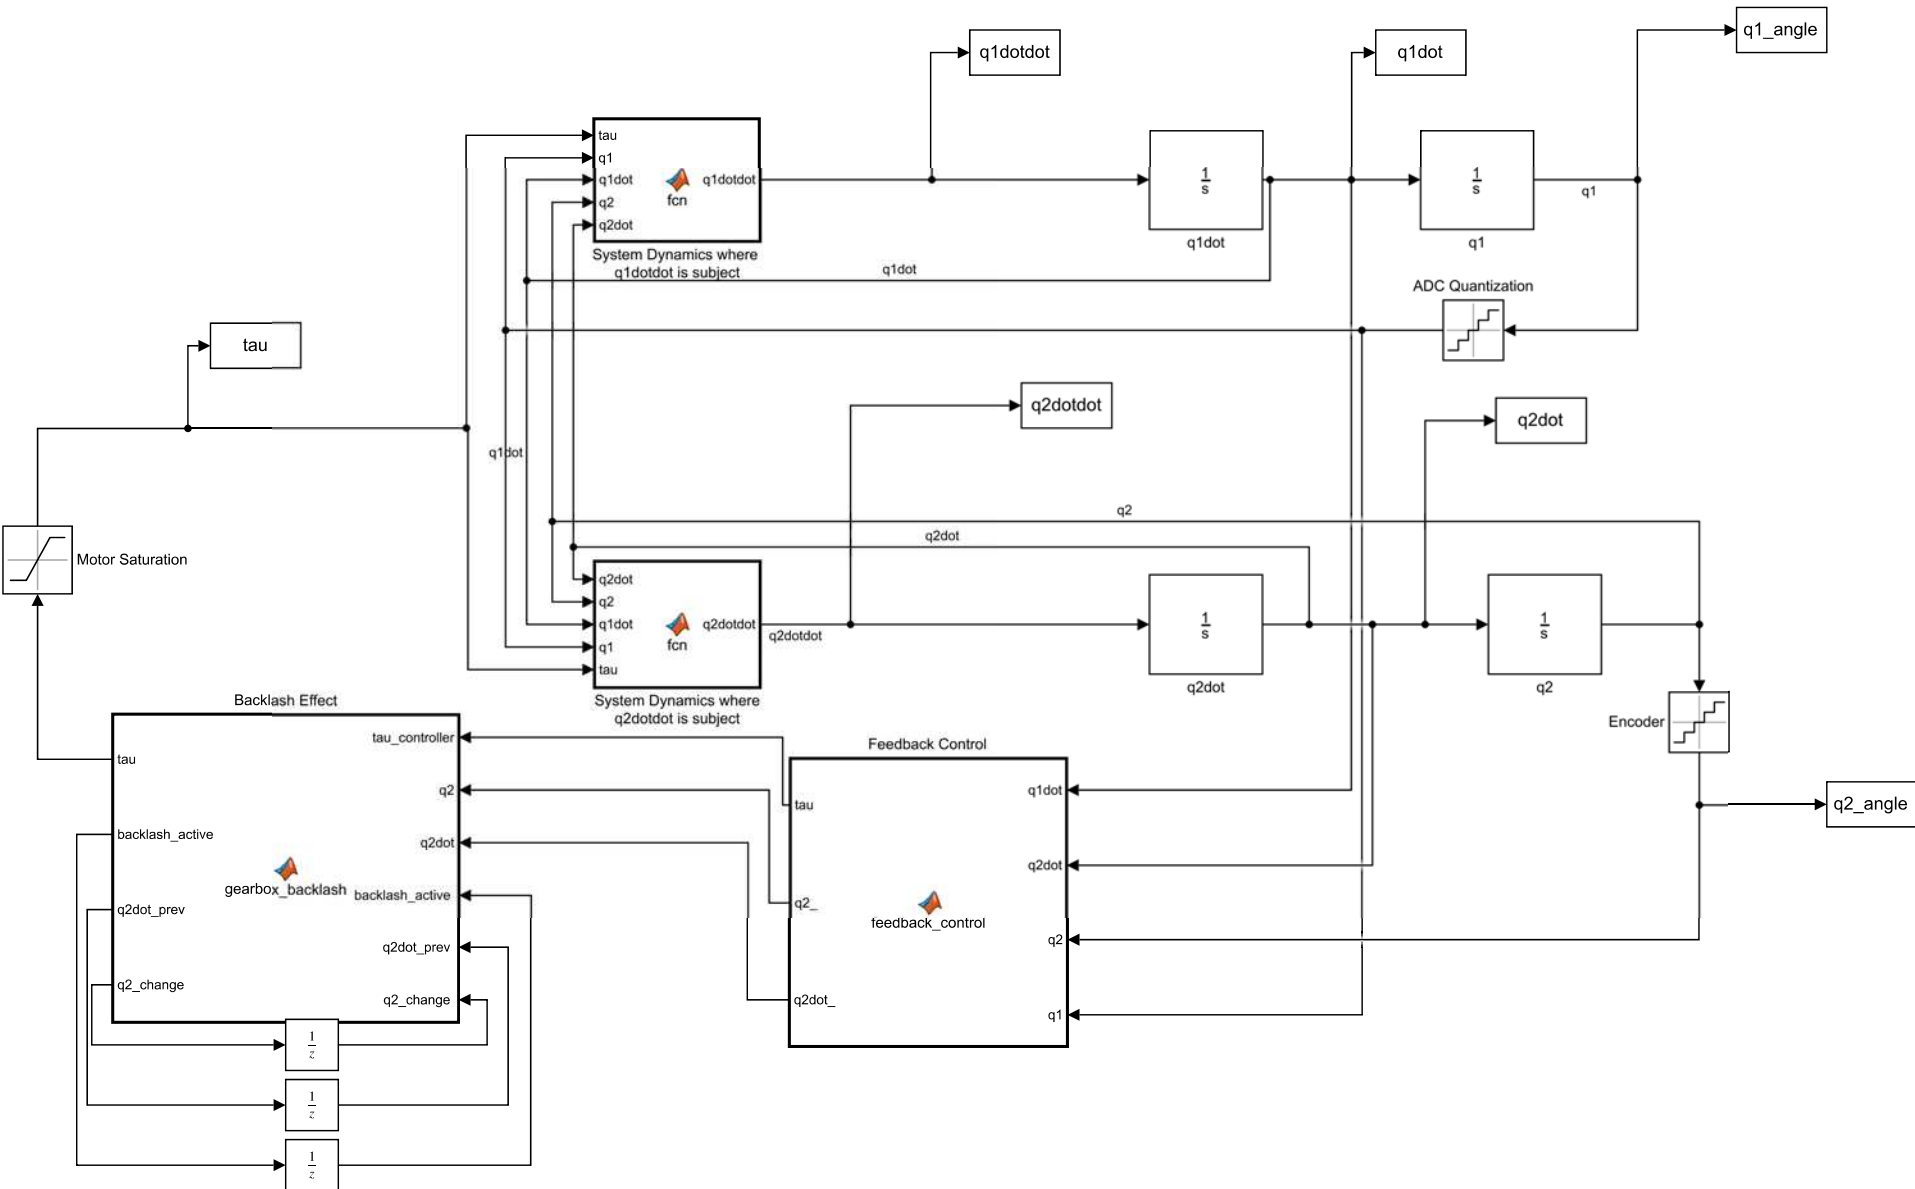 q1_angle
q1dotdot
q1dot
tau
q1
q1dot
q2
q2dot
fcn
q1dotdot
System Dynamics where
q1dotdot is subject
1
s
q1dot
1
s
q1
q1
q1dot
ADC Quantization
tau
q2dotdot
q2dot
q1dot
q2
q2dot
Motor Saturation
q2dot
q2
q1dot
q1
tau
fcn
q2dotdot
q2dotdot
System Dynamics where
q2dotdot is subject
1
s
q2dot
1
s
q2
Encoder
q2_angle
Backlash Effect
tau
backlash_active
q2dot_prev
q2_change
gearbox_backlash
tau_controller
q2
q2dot
backlash_active
q2dot_prev
q2_change
Feedback Control
tau
q2_
q2dot_
feedback_control
q1dot
q2dot
q2
q1
1
z
1
z
1
z